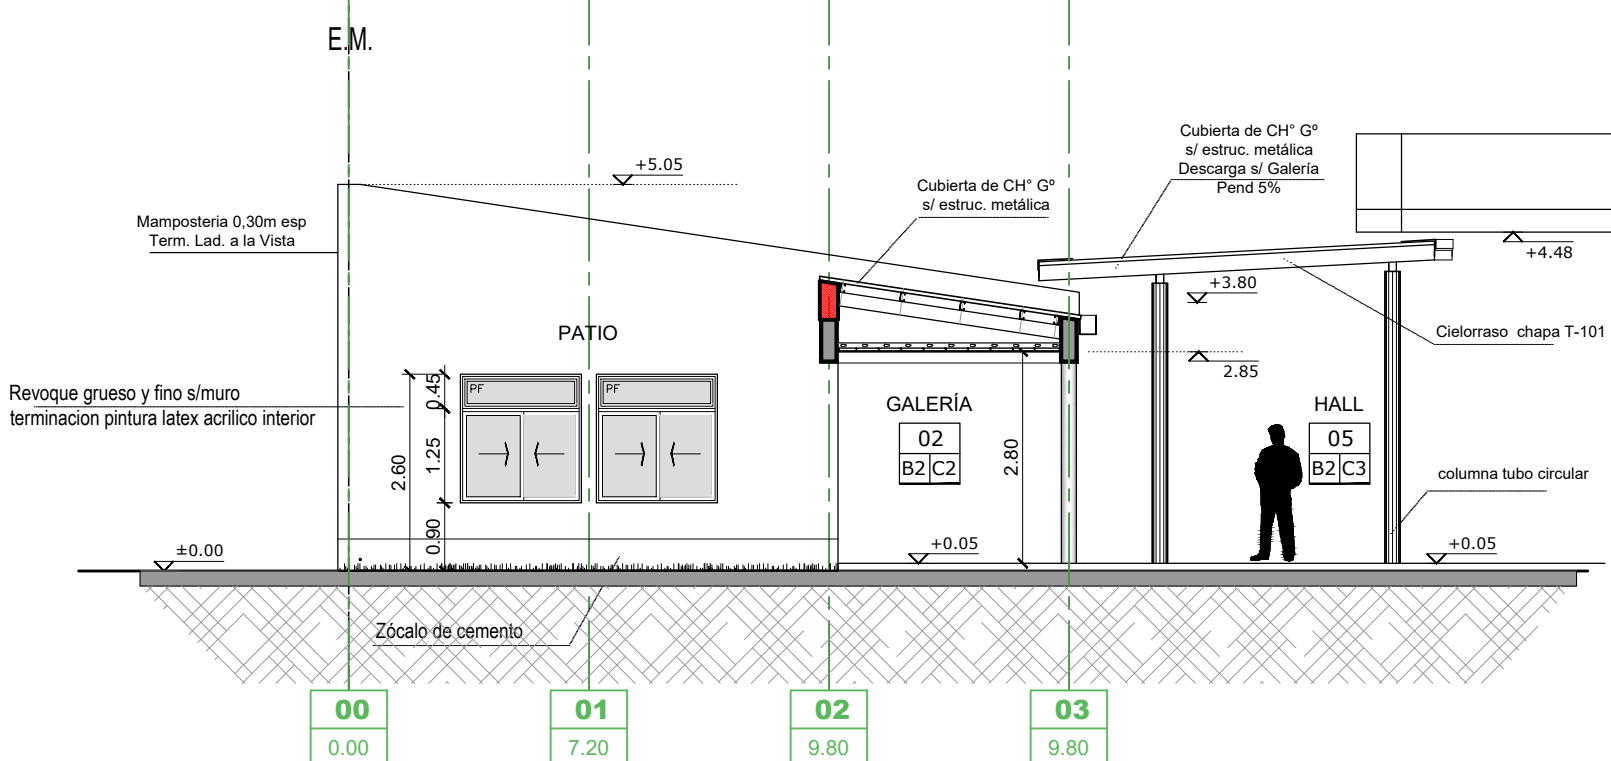 E.M.
+5.05
Mamposteria 0,30m esp
Term. Lad. a la Vista
Cubierta de CH° Gº
s/ estruc. metálica
Cubierta de CH° Gº
s/ estruc. metálica
Descarga s/ Galería
Pend 5%
+4.48
+3.80
Cielorraso chapa T-101
2.85
PATIO
PF
PF
Revoque grueso y fino s/muro
terminacion pintura latex acrilico interior
2.60
0.45
1.25
0.90
GALERÍA
02
B2 C2
2.80
HALL
05
B2 C3
columna tubo circular
±0.00
+0.05
+0.05
Zócalo de cemento
00
0.00
01
7.20
02
9.80
03
9.80